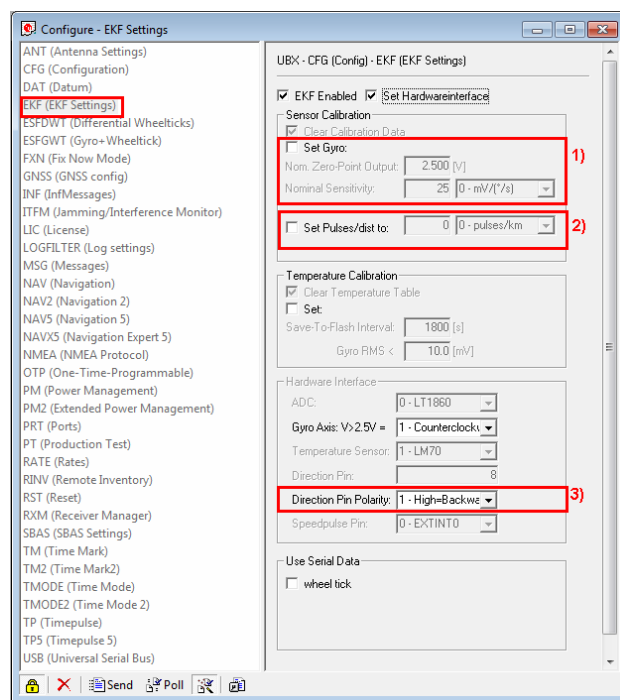 Configure - EKF Settings
ANT (Antenna Settings)
CFG (Configuration)
DAT (Datum)
EKF (EKF Settings)
ESFDWT (Differential Wheelticks)
ESFGWT (Gyro+Wheeltick)
FXN (Fix Now Mode)
GNSS (GNSS config)
INF (InfMessages)
ITFM (Jamming/Interference Monitor)
LIC (License)
LOGFILTER (Log settings)
MSG (Messages)
NAV (Navigation)
NAV2 (Navigation 2)
NAV5 (Navigation 5)
NAVX5 (Navigation Expert 5)
NMEA (NMEA Protocol)
OTP (One-Time-Programmable)
PM (Power Management)
PM2 (Extended Power Management)
PRT (Ports)
PT (Production Test)
RATE (Rates)
RINV (Remote Inventory)
RST (Reset)
RXM (Receiver Manager)
SBAS (SBAS Settings)
TM (Time Mark)
TM2 (Time Mark2)
TMODE (Time Mode)
TMODE2 (Time Mode 2)
TP (Timepulse)
TP5 (Timepulse 5)
USB (Universal Serial Bus)
UBX - CFG (Config) - EKF (EKF Settings)
EKF Enabled Set Hardwareinterface
Sensor Calibration
Clear Calibration Data
Set Gyro: 1)
Nom. Zero-Point Output: 2.500 [V]
Nominal Sensitivity: 25 0 - mV/(°/s)
Set Pulses/dist to: 0 0 - pulses/km 2)
Temperature Calibration
Clear Temperature Table
Set:
Save-To-Flash Interval: 1800 [s]
Gyro RMS < 10.0 [mV]
Hardware Interface
ADC: 0 - LT1860
Gyro Axis: V>2.5V = 1 - Counterclockw
Temperature Sensor: 1 - LM70
Direction Pin: 8
Direction Pin Polarity: 1 - High=Backwa 3)
Speedpulse Pin: 0 - EXTINT0
Use Serial Data
wheel tick
Send Poll